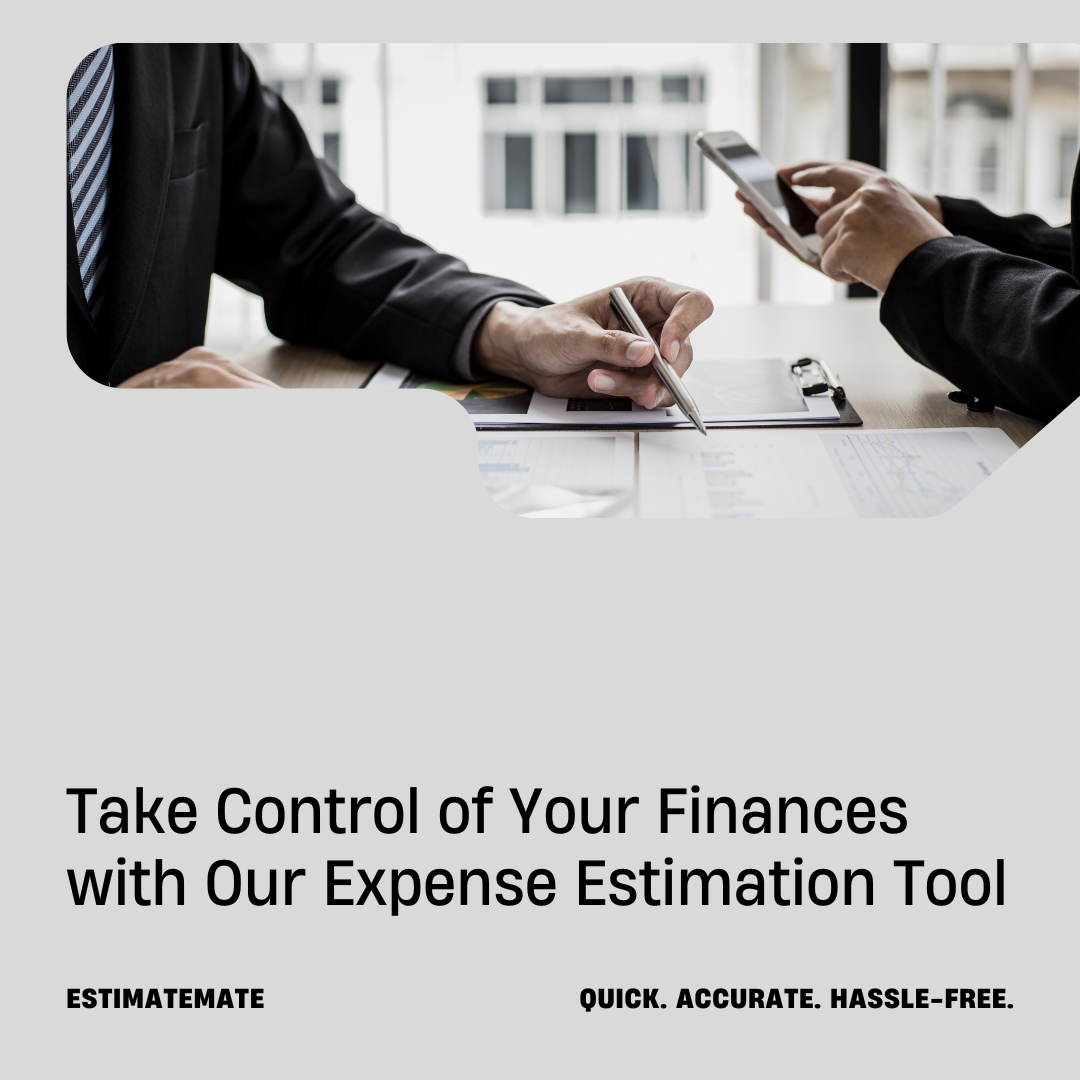 Take Control of Your Finances
with Our Expense Estimation Tool
ESTIMATEMATE
QUICK. ACCURATE. HASSLE-FREE.